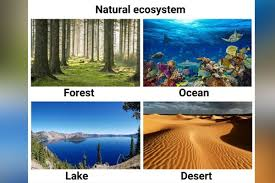 Natural ecosystem
Forest
Ocean
Lake
Desert